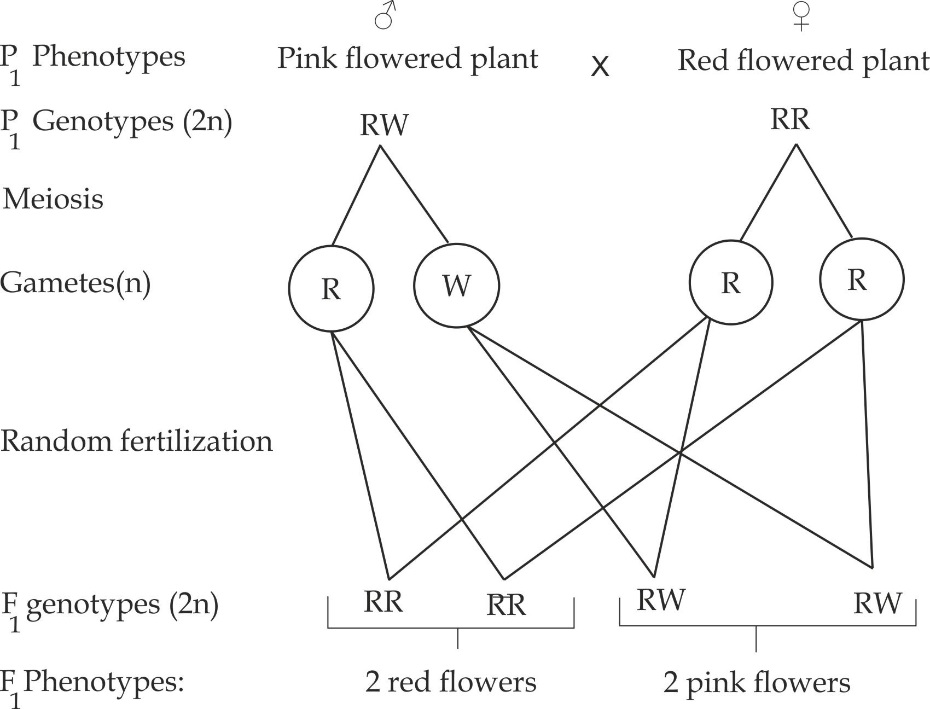 ♂ ♀
P1 Phenotypes Pink flowered plant x Red flowered plant
P1 Genotypes (2n) RW RR
Meiosis
Gametes(n) R W R R
Random fertilization
F1 genotypes (2n) RR RR RW RW
F1 Phenotypes: 2 red flowers 2 pink flowers